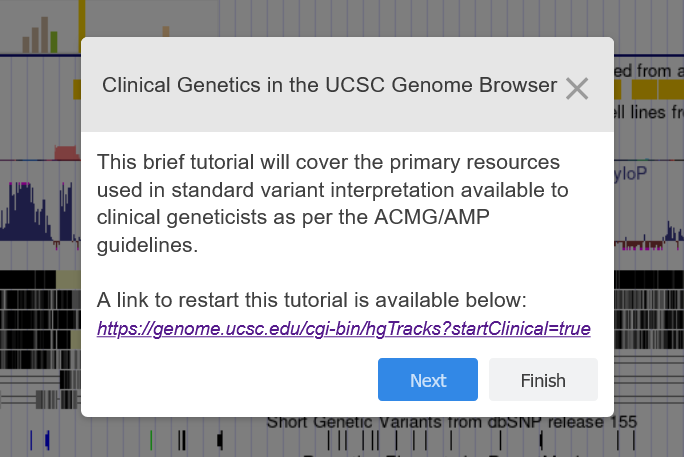 Clinical Genetics in the UCSC Genome Browser
ed from a
ll lines fr
This brief tutorial will cover the primary resources
used in standard variant interpretation available to
clinical geneticists as per the ACMG/AMP
guidelines.
yloP
A link to restart this tutorial is available below:
https://genome.ucsc.edu/cgi-bin/hgTracks?startClinical=true
Next
Finish
Short Genetic Variants from dbSNP release 155